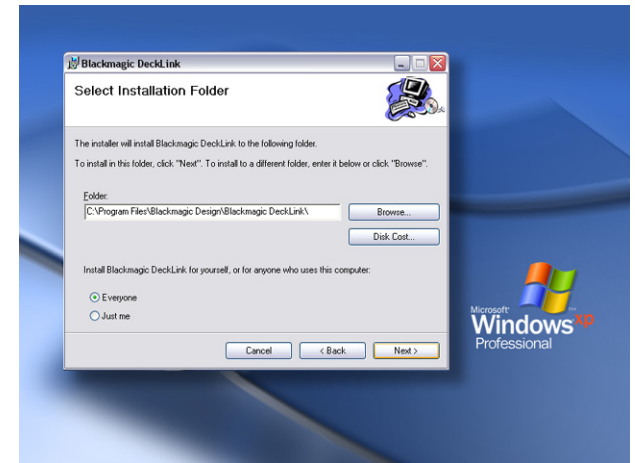 Blackmagic DeckLink
Select Installation Folder
The installer will install Blackmagic DeckLink to the following folder.
To install in this folder, click "Next". To install to a different folder, enter it below or click "Browse".
Folder:
C:\Program Files\Blackmagic Design\Blackmagic DeckLink\
Browse...
Disk Cost...
Install Blackmagic DeckLink for yourself, or for anyone who uses this computer:
Everyone
Just me
Cancel
< Back
Next >
Microsoft
Windows xp
Professional